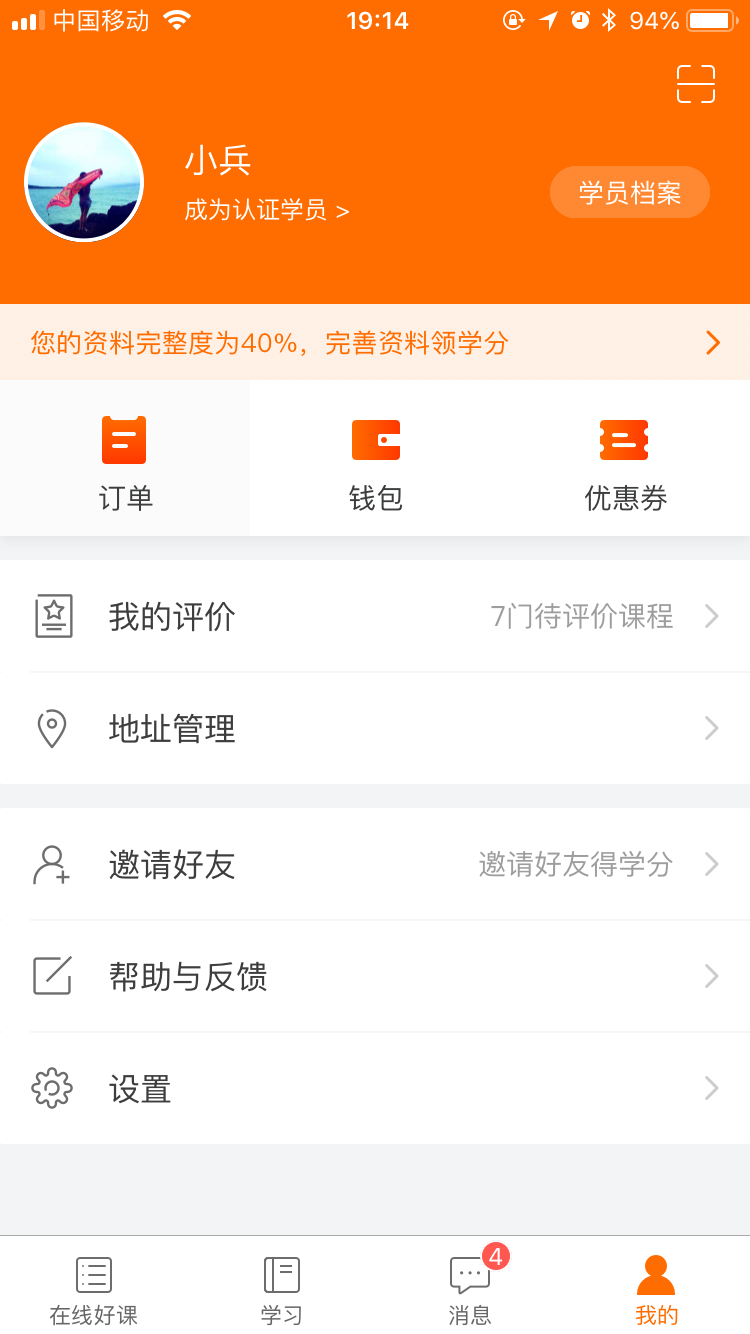 中国移动 19:14 94%
小兵
成为认证学员 >
学员档案
您的资料完整度为40%，完善资料领学分
订单 钱包 优惠券
我的评价 7门待评价课程
地址管理
邀请好友 邀请好友得学分
帮助与反馈
设置
4
在线好课 学习 消息 我的